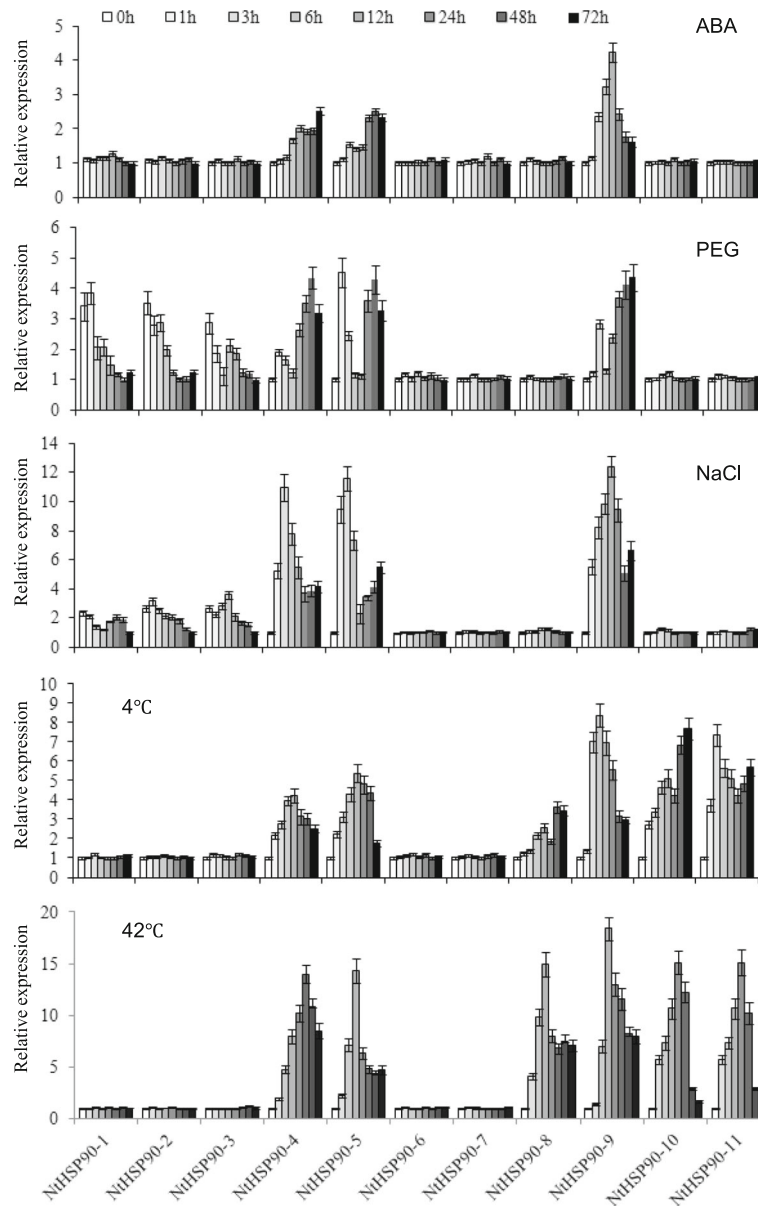 0h 1h 3h 6h 12h 24h 48h 72h
ABA
Relative expression
5
4
3
2
1
0
PEG
Relative expression
6
5
4
3
2
1
0
NaCl
Relative expression
14
12
10
8
6
4
2
0
4℃
Relative expression
10
9
8
7
6
5
4
3
2
1
0
42℃
Relative expression
20
15
10
5
0
NtHSP90-1
NtHSP90-2
NtHSP90-3
NtHSP90-4
NtHSP90-5
NtHSP90-6
NtHSP90-7
NtHSP90-8
NtHSP90-9
NtHSP90-10
NtHSP90-11